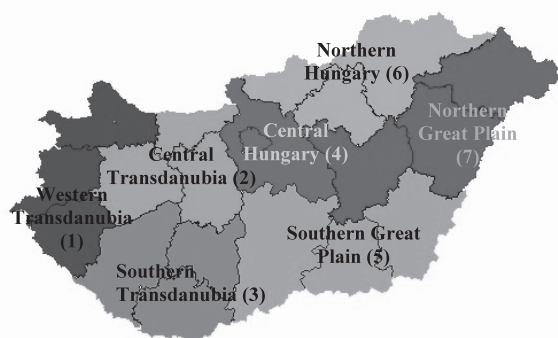 Northern
Hungary (6)
Northern
Great Plain
(7)
Central
Hungary (4)
Central
Transdanubia (2)
Western
Transdanubia
(1)
Southern Great
Plain (5)
Southern
Transdanubia (3)